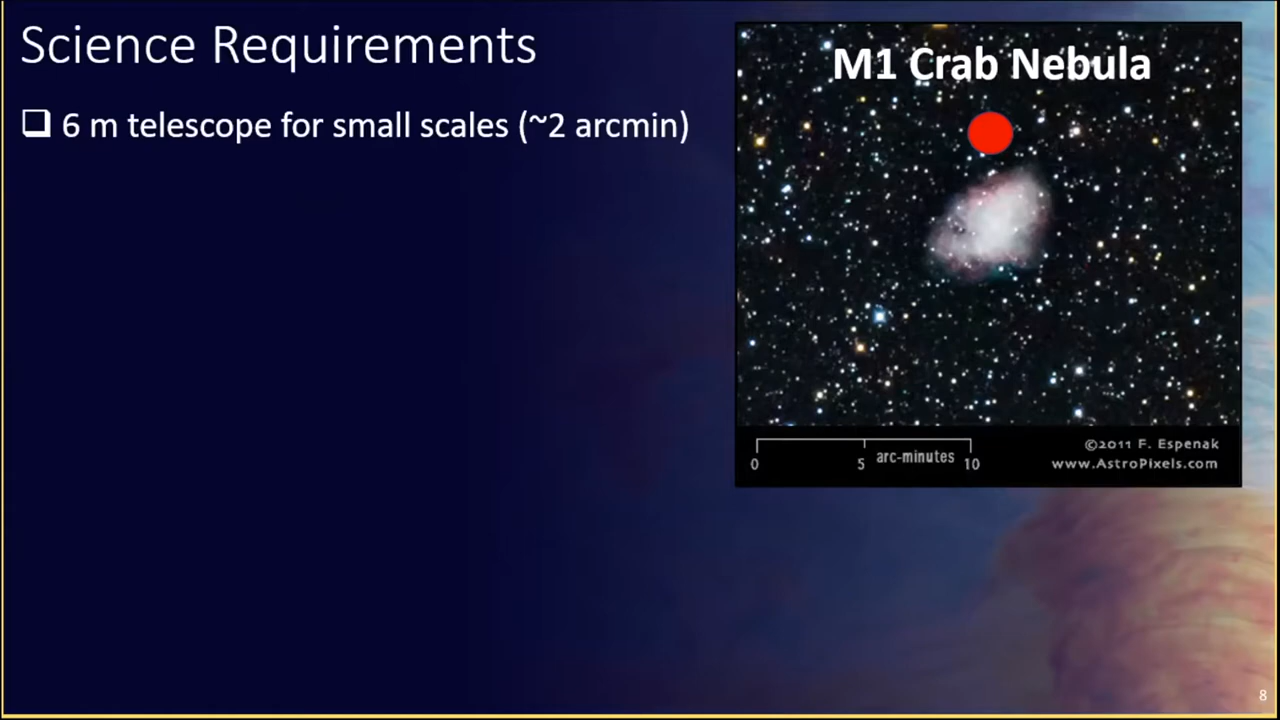 Science Requirements
❑ 6 m telescope for small scales (~2 arcmin)
M1 Crab Nebula
0 5 arc-minutes 10
©2011 F. Espenak
www.AstroPixels.com
8